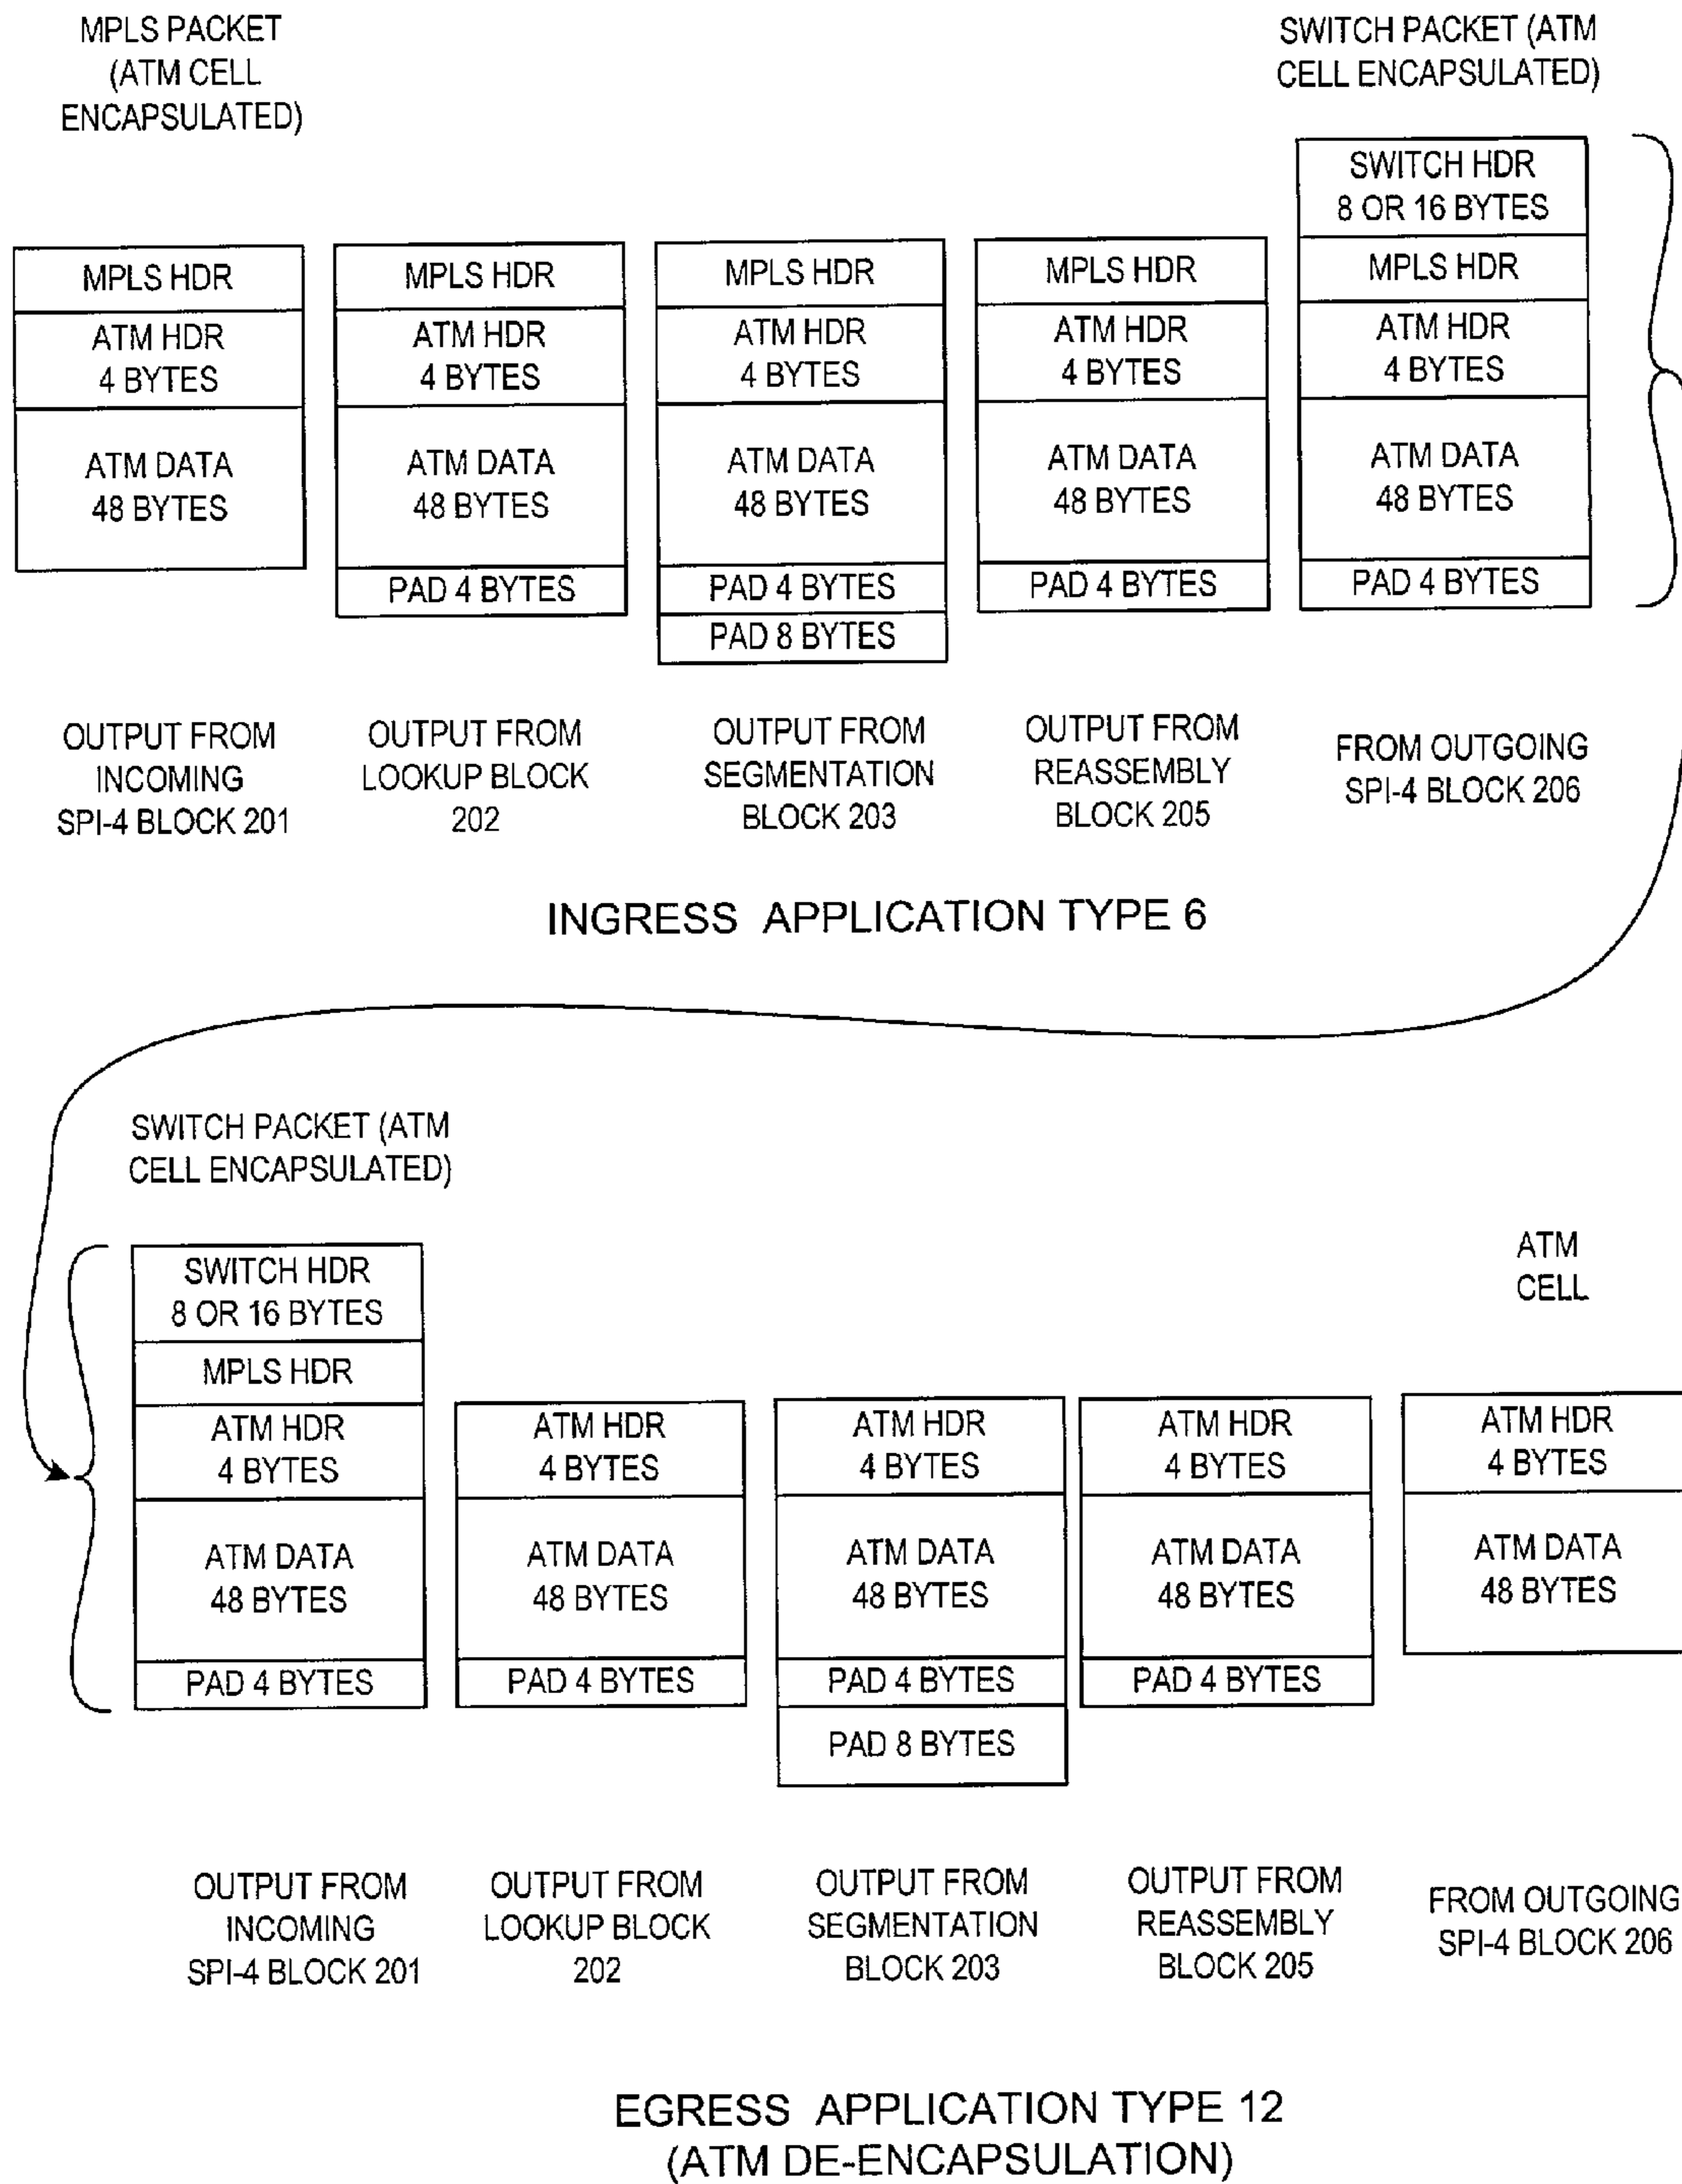 MPLS PACKET
(ATM CELL
ENCAPSULATED)
SWITCH PACKET (ATM
CELL ENCAPSULATED)
MPLS HDR
ATM HDR
4 BYTES
ATM DATA
48 BYTES
MPLS HDR
ATM HDR
4 BYTES
ATM DATA
48 BYTES
PAD 4 BYTES
MPLS HDR
ATM HDR
4 BYTES
ATM DATA
48 BYTES
PAD 4 BYTES
PAD 8 BYTES
MPLS HDR
ATM HDR
4 BYTES
ATM DATA
48 BYTES
PAD 4 BYTES
SWITCH HDR
8 OR 16 BYTES
MPLS HDR
ATM HDR
4 BYTES
ATM DATA
48 BYTES
PAD 4 BYTES
OUTPUT FROM
INCOMING
SPI-4 BLOCK 201
OUTPUT FROM
LOOKUP BLOCK
202
OUTPUT FROM
SEGMENTATION
BLOCK 203
OUTPUT FROM
REASSEMBLY
BLOCK 205
FROM OUTGOING
SPI-4 BLOCK 206
INGRESS APPLICATION TYPE 6
SWITCH PACKET (ATM
CELL ENCAPSULATED)
ATM
CELL
SWITCH HDR
8 OR 16 BYTES
MPLS HDR
ATM HDR
4 BYTES
ATM DATA
48 BYTES
PAD 4 BYTES
ATM HDR
4 BYTES
ATM DATA
48 BYTES
PAD 4 BYTES
ATM HDR
4 BYTES
ATM DATA
48 BYTES
PAD 4 BYTES
PAD 8 BYTES
ATM HDR
4 BYTES
ATM DATA
48 BYTES
PAD 4 BYTES
ATM HDR
4 BYTES
ATM DATA
48 BYTES
OUTPUT FROM
INCOMING
SPI-4 BLOCK 201
OUTPUT FROM
LOOKUP BLOCK
202
OUTPUT FROM
SEGMENTATION
BLOCK 203
OUTPUT FROM
REASSEMBLY
BLOCK 205
FROM OUTGOING
SPI-4 BLOCK 206
EGRESS APPLICATION TYPE 12
(ATM DE-ENCAPSULATION)